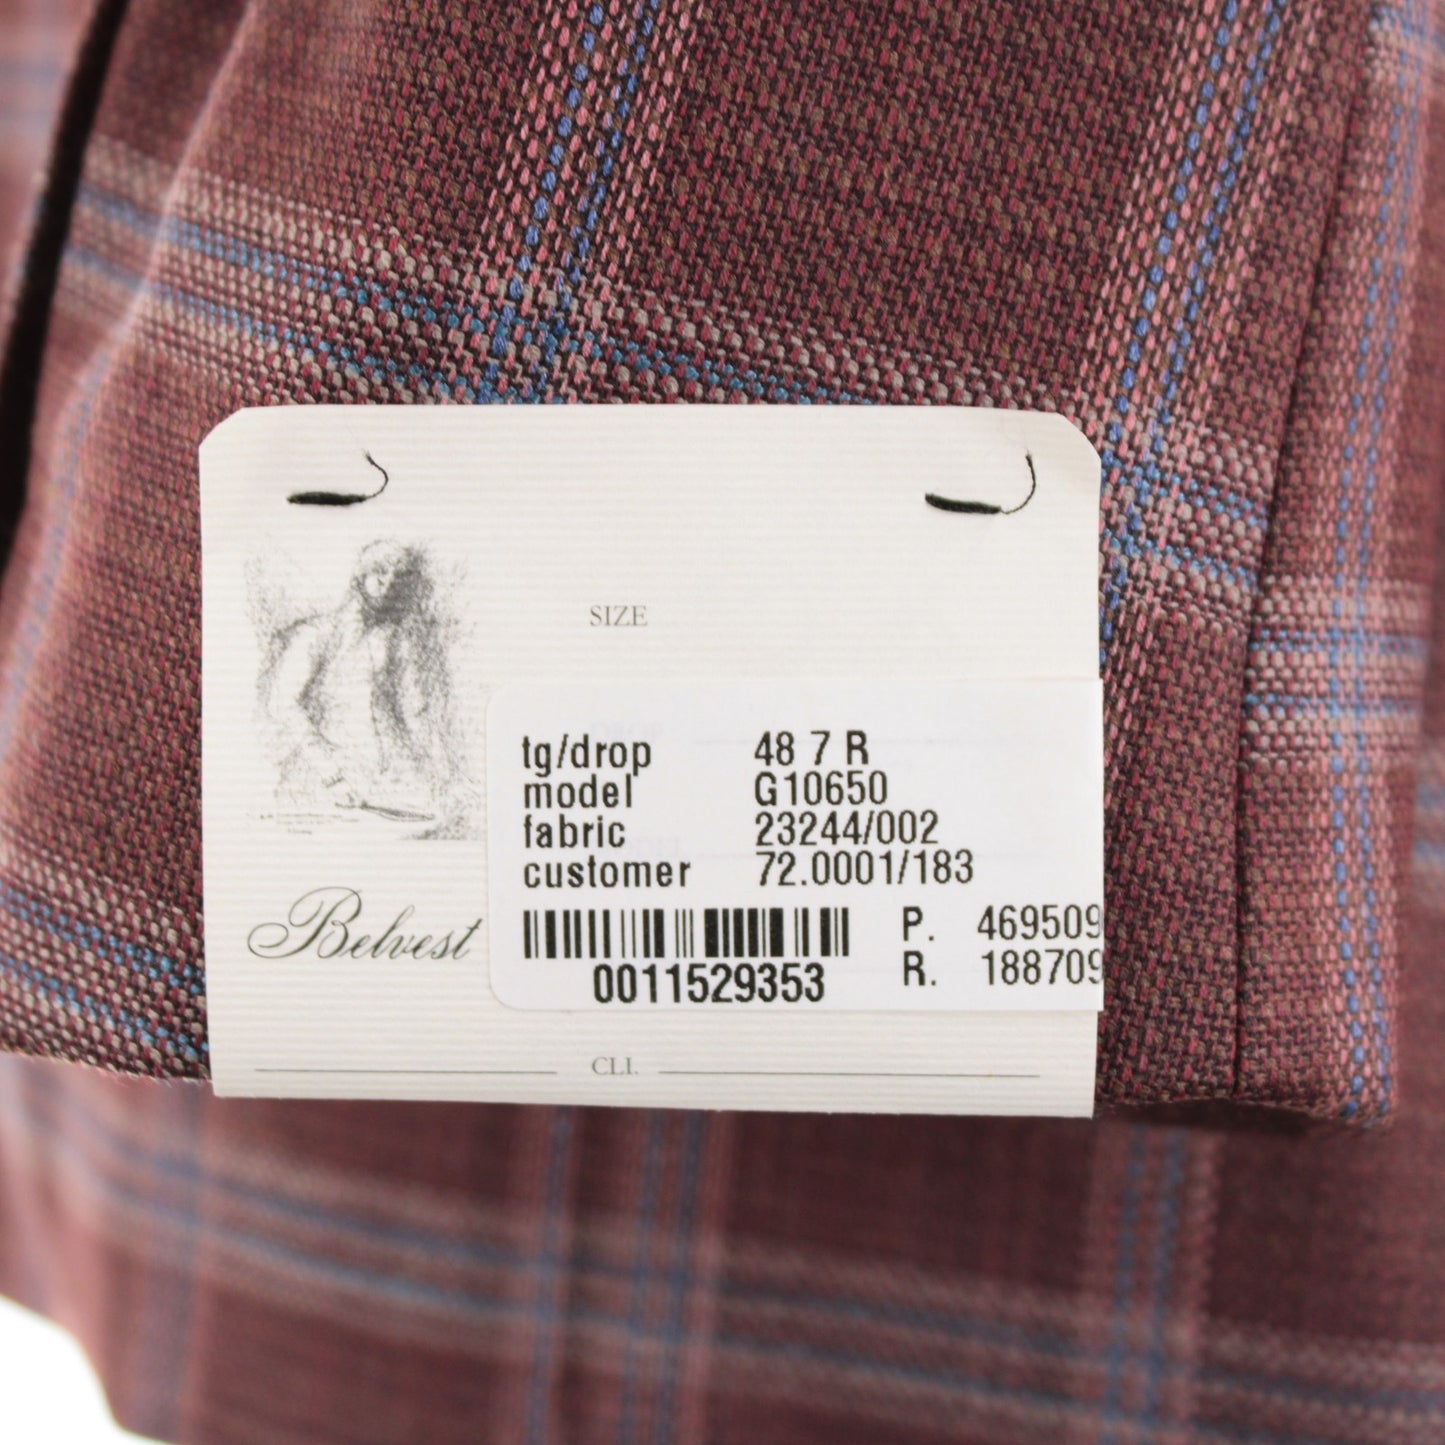 SIZE
tg/drop 48 7 R
model G10650
fabric 23244/002
customer 72.0001/183
Belvest
P. 469509
R. 188709
0011529353
CLI.